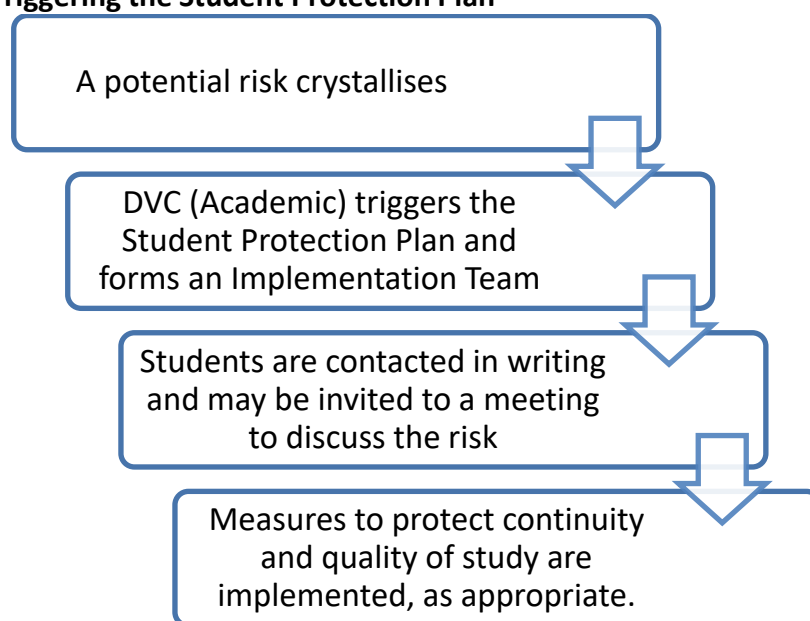 riggering the Student Protection Plan
A potential risk crystallises
DVC (Academic) triggers the
Student Protection Plan and
forms an Implementation Team
Students are contacted in writing
and may be invited to a meeting
to discuss the risk
Measures to protect continuity
and quality of study are
implemented, as appropriate.